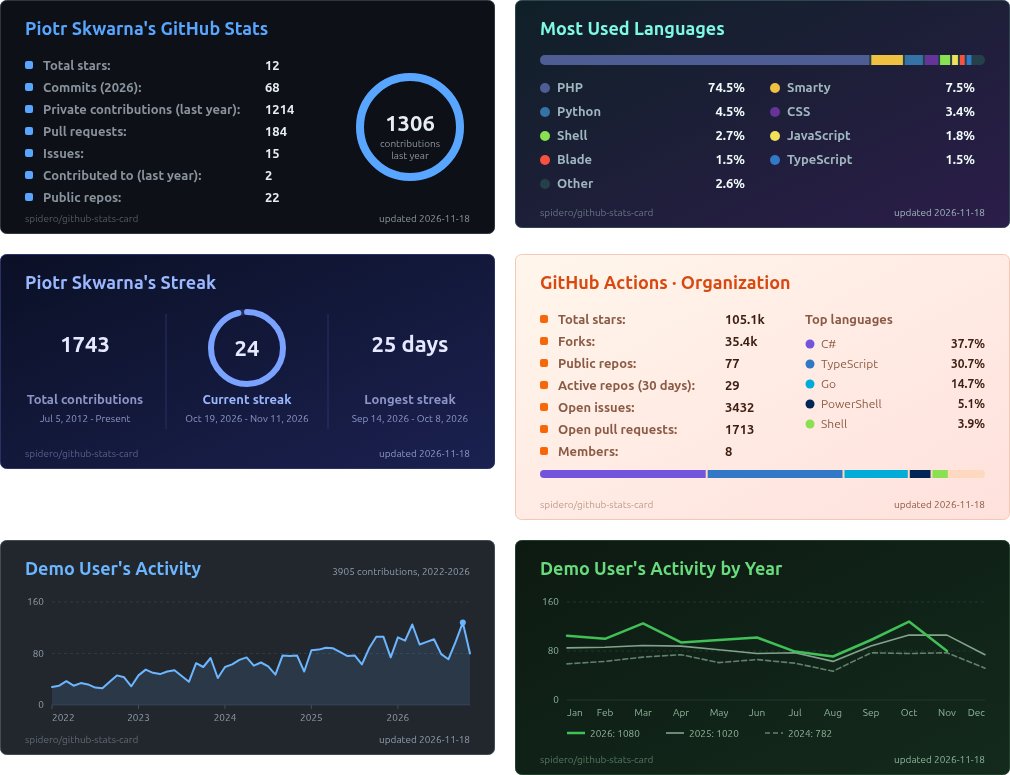 Piotr Skwarna's GitHub Stats
Total stars: 12
Commits (2026): 68
Private contributions (last year): 1214
Pull requests: 184
Issues: 15
Contributed to (last year): 2
Public repos: 22
1306
contributions
last year
spidero/github-stats-card updated 2026-11-18
Most Used Languages
PHP 74.5% Smarty 7.5%
Python 4.5% CSS 3.4%
Shell 2.7% JavaScript 1.8%
Blade 1.5% TypeScript 1.5%
Other 2.6%
spidero/github-stats-card updated 2026-11-18
Piotr Skwarna's Streak
1743 24 25 days
Total contributions Current streak Longest streak
Jul 5, 2012 - Present Oct 19, 2026 - Nov 11, 2026 Sep 14, 2026 - Oct 8, 2026
spidero/github-stats-card updated 2026-11-18
GitHub Actions · Organization
Total stars: 105.1k
Forks: 35.4k
Public repos: 77
Active repos (30 days): 29
Open issues: 3432
Open pull requests: 1713
Members: 8
Top languages
C# 37.7%
TypeScript 30.7%
Go 14.7%
PowerShell 5.1%
Shell 3.9%
spidero/github-stats-card updated 2026-11-18
Demo User's Activity 3905 contributions, 2022-2026
160
80
0
2022 2023 2024 2025 2026
spidero/github-stats-card updated 2026-11-18
Demo User's Activity by Year
160
80
0
Jan Feb Mar Apr May Jun Jul Aug Sep Oct Nov Dec
2026: 1080 2025: 1020 2024: 782
spidero/github-stats-card updated 2026-11-18